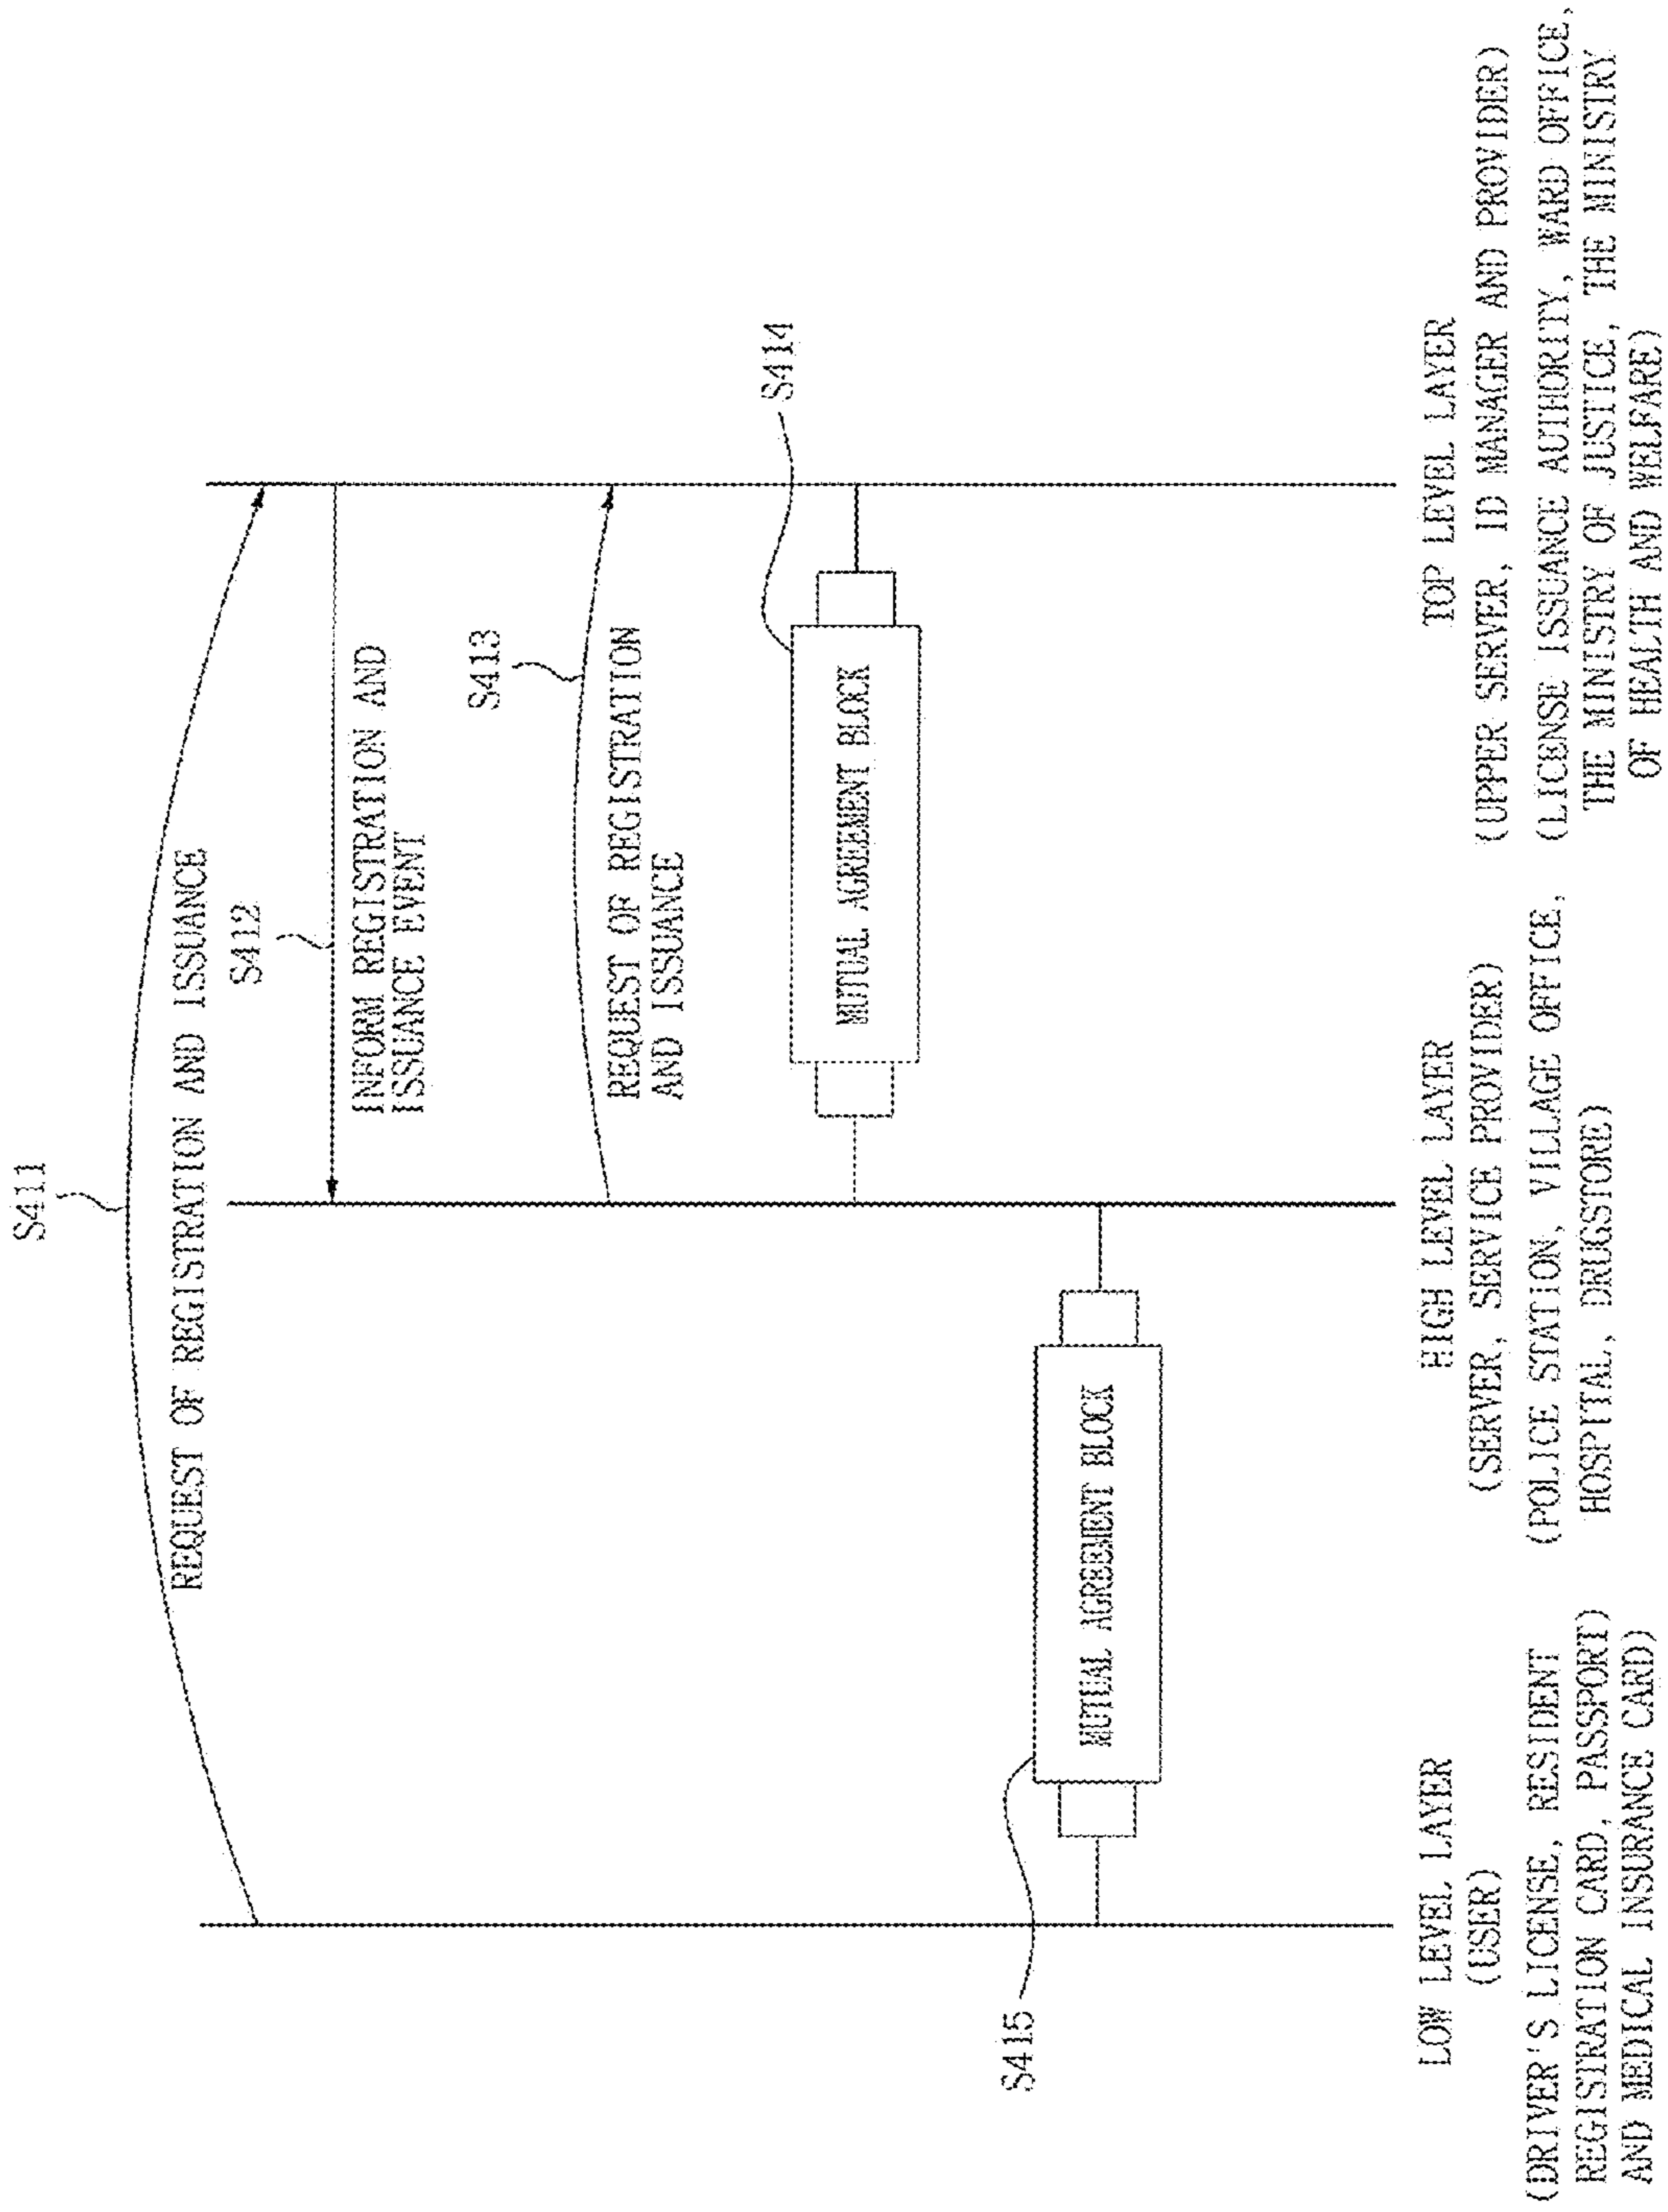 S411
REQUEST OF REGISTRATION AND ISSUANCE
S412
INFORM REGISTRATION AND
ISSUANCE EVENT
S413
REQUEST OF REGISTRATION
AND ISSUANCE
S414
MUTUAL AGREEMENT BLOCK
S415
MUTUAL AGREEMENT BLOCK
LOW LEVEL LAYER
(USER)
(DRIVER'S LICENSE, RESIDENT
REGISTRATION CARD, PASSPORT)
AND MEDICAL INSURANCE CARD)
HIGH LEVEL LAYER
(SERVER, SERVICE PROVIDER)
(POLICE STATION, VILLAGE OFFICE,
HOSPITAL, DRUGSTORE)
TOP LEVEL LAYER
(UPPER SERVER, ID MANAGER AND PROVIDER)
(LICENSE ISSUANCE AUTHORITY, WARD OFFICE,
THE MINISTRY OF JUSTICE, THE MINISTRY
OF HEALTH AND WELFARE)